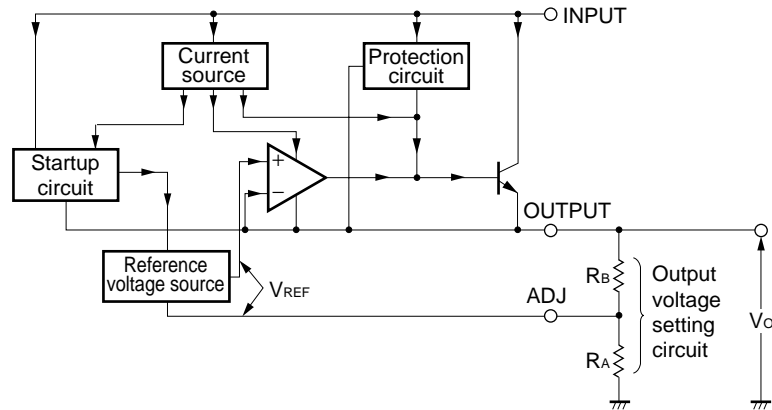 INPUT
Current
source
Protection
circuit
+
−
Startup
circuit
OUTPUT
Reference
voltage source
VREF
ADJ
RB
RA
Output
voltage
setting
circuit
VO